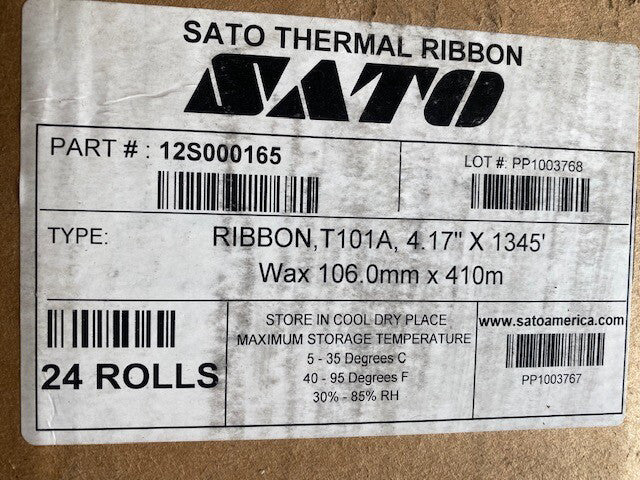 SATO THERMAL RIBBON
SATO
PART # : 12S000165
LOT #: PP1003768
TYPE:
RIBBON,T101A, 4.17" X 1345'
Wax 106.0mm x 410m
24 ROLLS
STORE IN COOL DRY PLACE
MAXIMUM STORAGE TEMPERATURE
5 - 35 Degrees C
40 - 95 Degrees F
30% - 85% RH
www.satoamerica.com
PP1003767